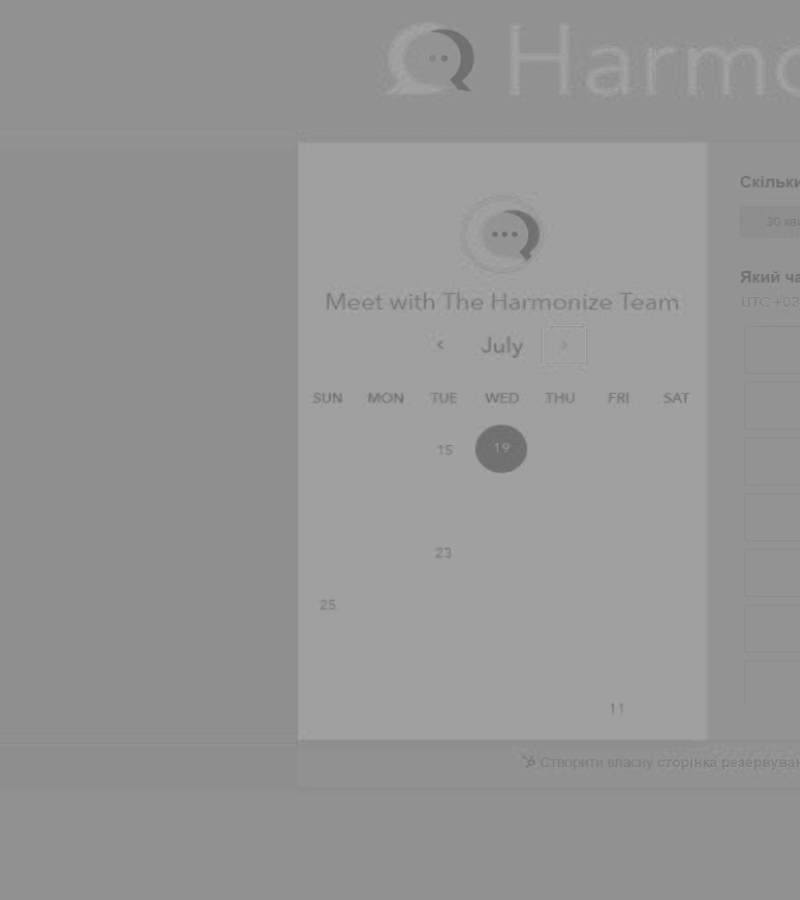 Harmo
Meet with The Harmonize Team
‹ July ›
SUN MON TUE WED THU FRI SAT
15 19
23
25
11
Скільки
30 хви
Який ча
UTC +03
Створити власну сторінка резервуван